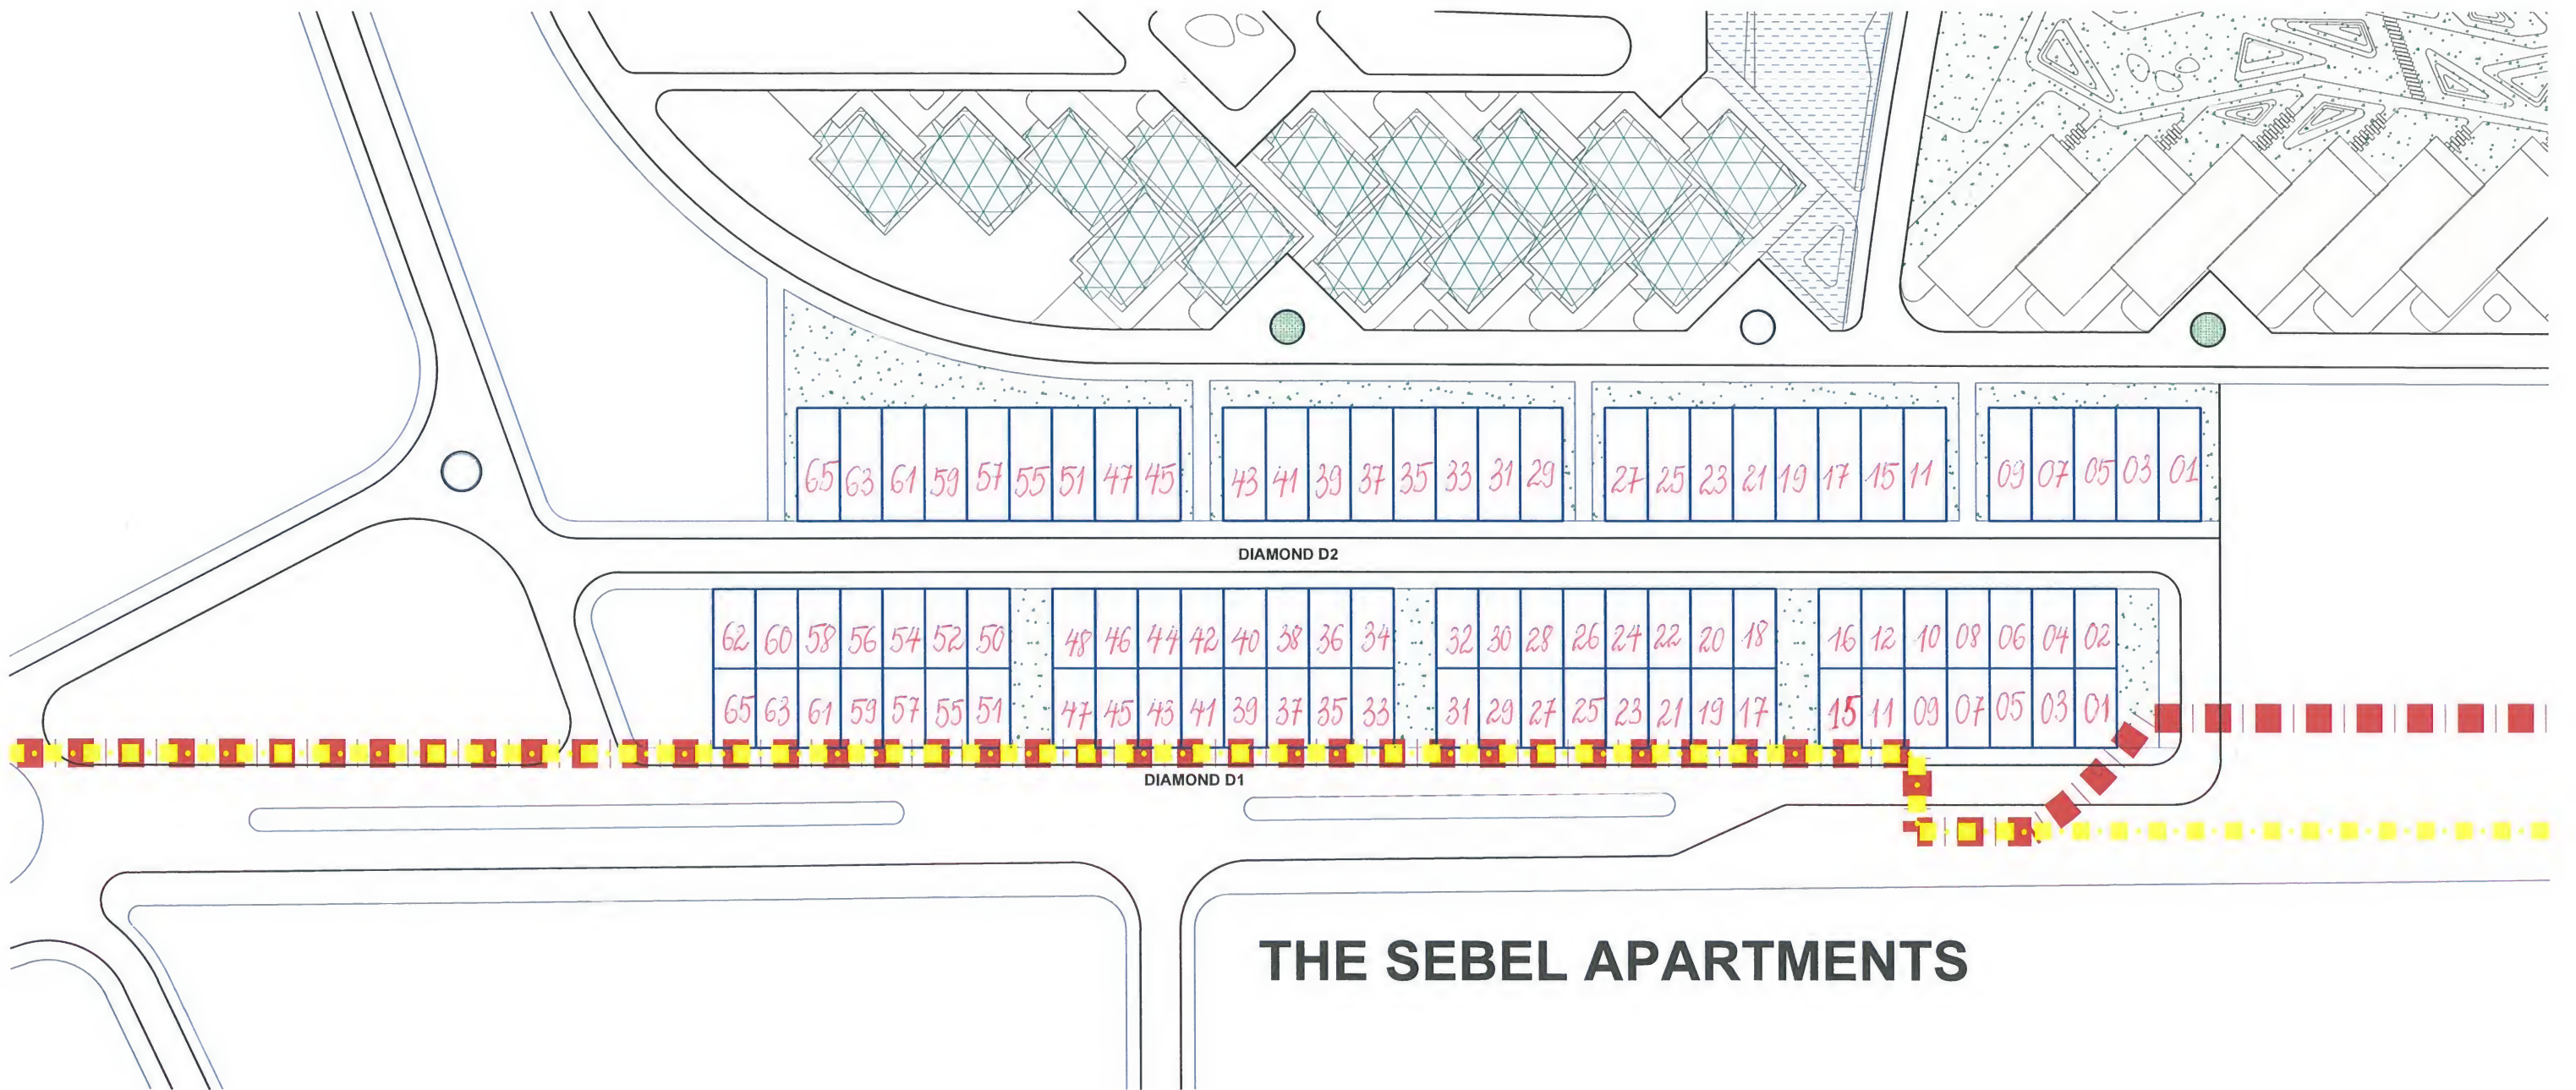 65 63 61 59 57 55 51 47 45 43 41 39 37 35 33 31 29 27 25 23 21 19 17 15 11 09 07 05 03 01
DIAMOND D2
62 60 58 56 54 52 50 48 46 44 42 40 38 36 34 32 30 28 26 24 22 20 18 16 12 10 08 06 04 02
65 63 61 59 57 55 51 47 45 43 41 39 37 35 33 31 29 27 25 23 21 19 17 15 11 09 07 05 03 01
DIAMOND D1
THE SEBEL APARTMENTS